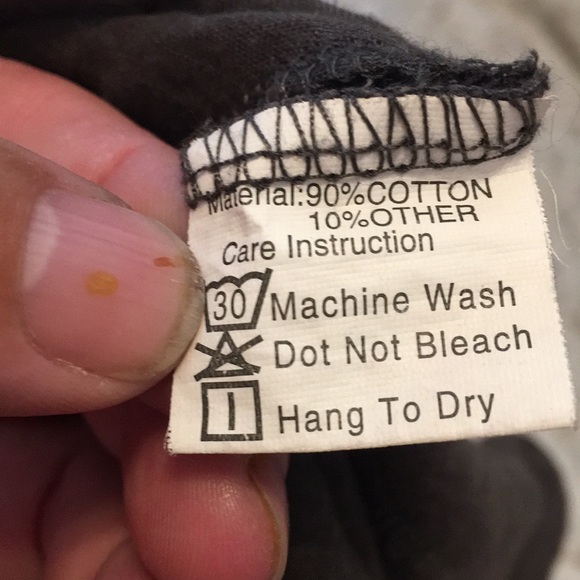 Material:90%COTTON
10%OTHER
Care Instruction
30 Machine Wash
Dot Not Bleach
Hang To Dry